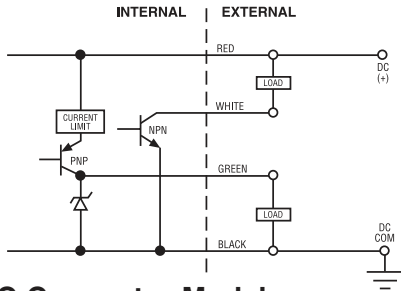 INTERNAL EXTERNAL
RED
DC
(+)
LOAD
CURRENT
LIMIT
WHITE
NPN
PNP
GREEN
LOAD
DC
COM
BLACK